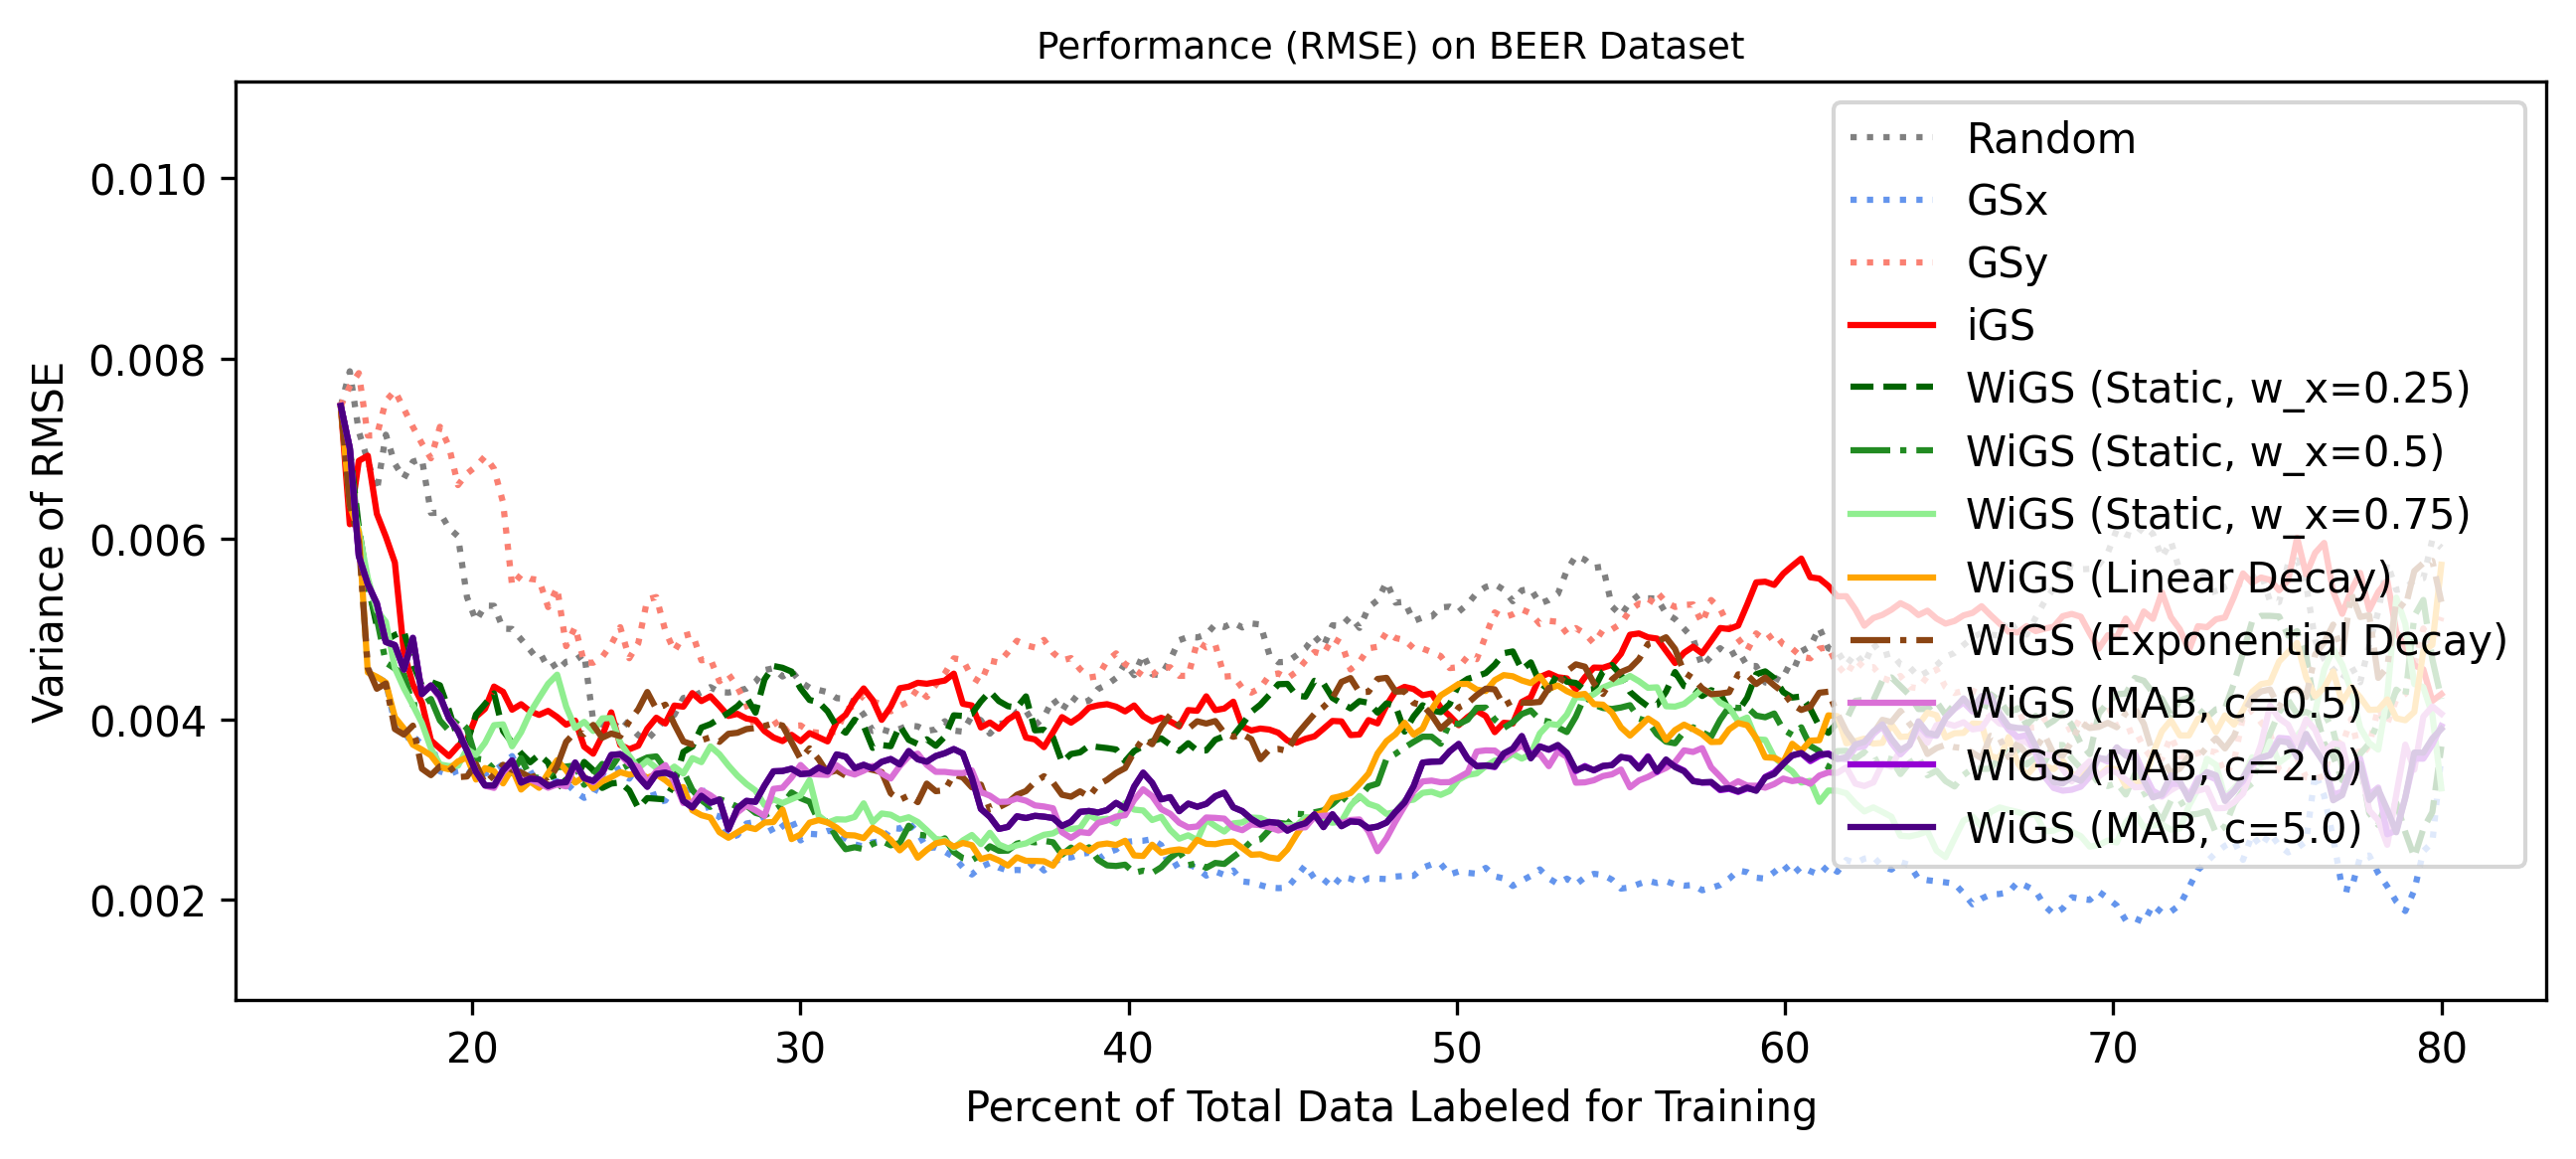 Performance (RMSE) on BEER Dataset
Variance of RMSE
0.010
0.008
0.006
0.004
0.002
20
30
40
50
60
70
80
Percent of Total Data Labeled for Training
Random
GSx
GSy
iGS
WiGS (Static, w_x=0.25)
WiGS (Static, w_x=0.5)
WiGS (Static, w_x=0.75)
WiGS (Linear Decay)
WiGS (Exponential Decay)
WiGS (MAB, c=0.5)
WiGS (MAB, c=2.0)
WiGS (MAB, c=5.0)